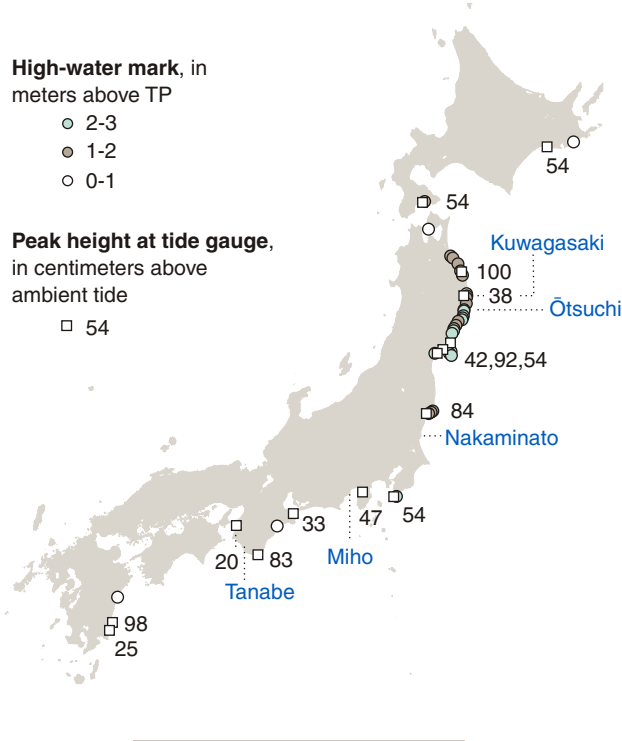 High-water mark, in
meters above TP
2-3
1-2
0-1
Peak height at tide gauge,
in centimeters above
ambient tide
54
54
54
Kuwagasaki
100
38
Ōtsuchi
42,92,54
84
Nakaminato
33
47
54
20
83
Miho
Tanabe
98
25